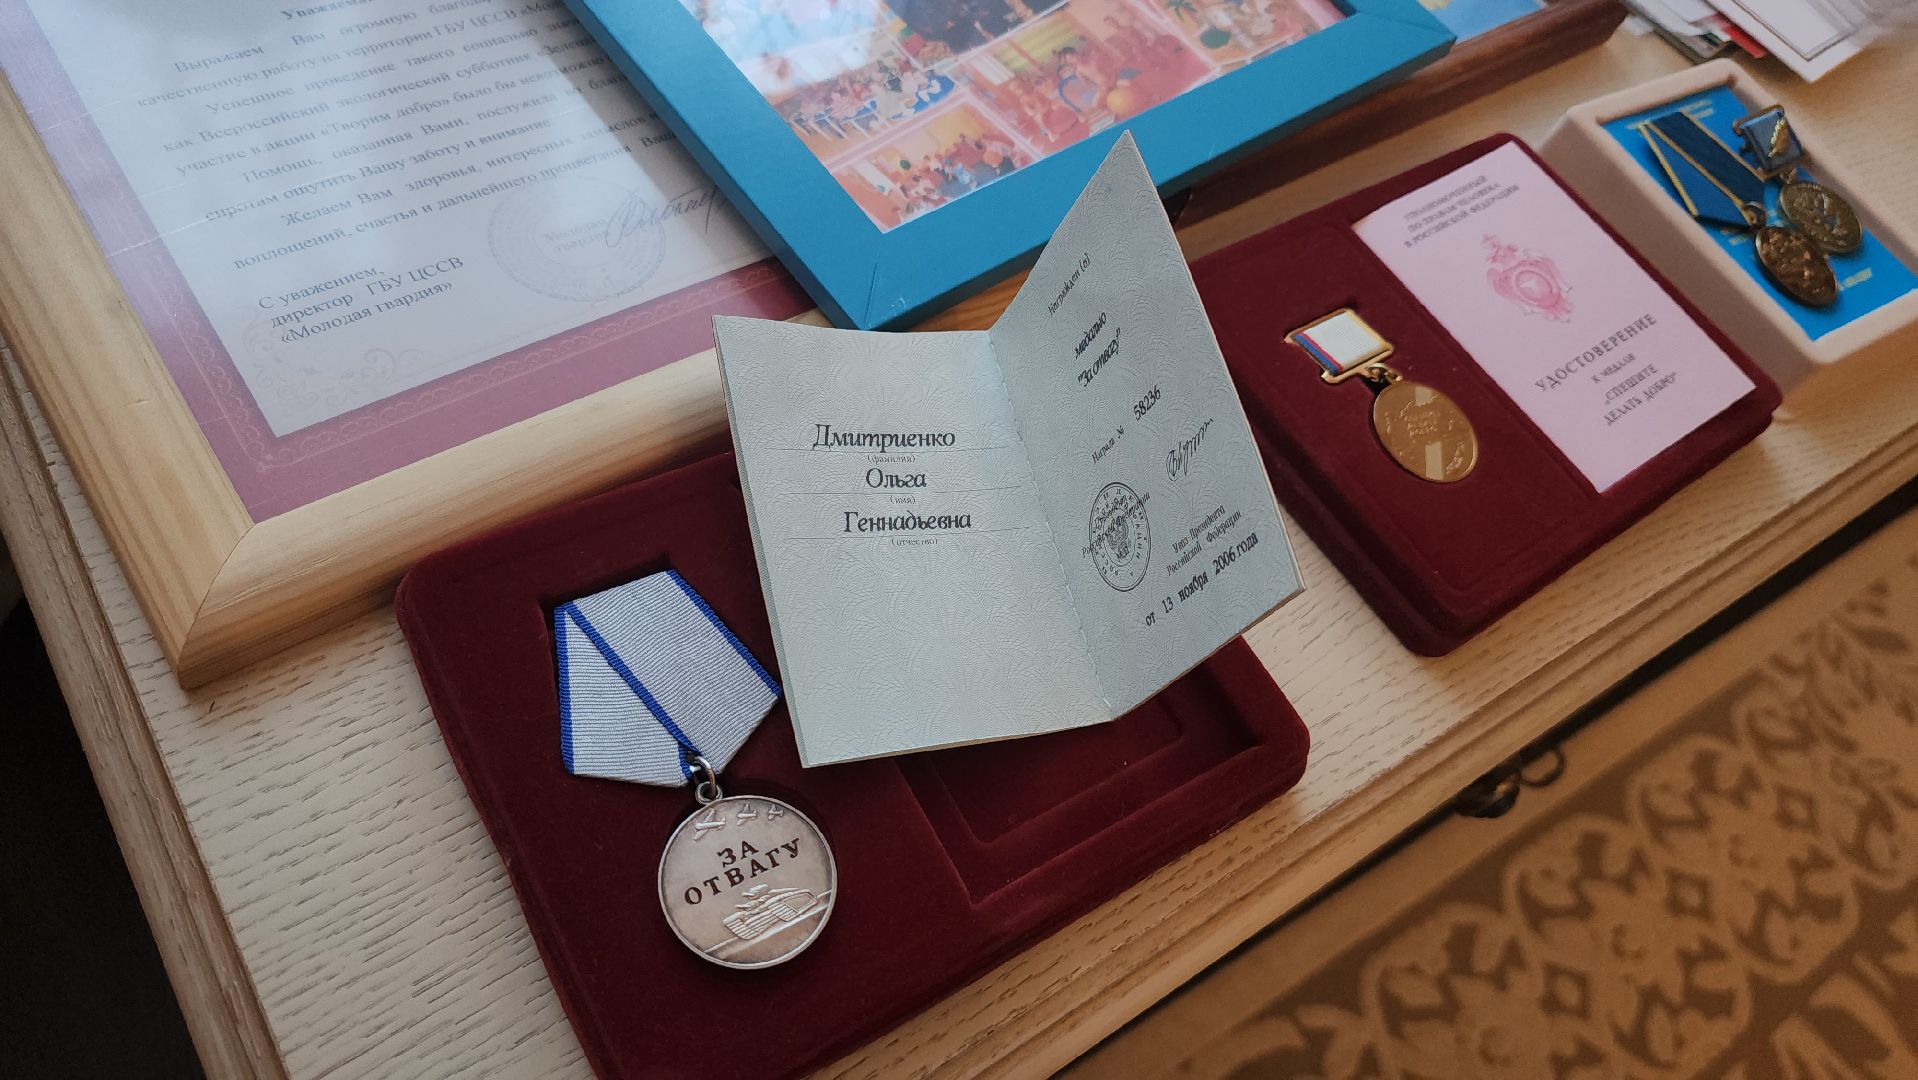 Уважаемая
Выражаем Вам огромную
качественную работу на территории ГБУ ЦССВ
Успешное проведение такого социально
как Всероссийский экологический субботник
участие в акции «Творим добро» было бы невозможно
Помощь, оказанная Вами, послужила
сиротам ощутить Вашу заботу и внимание
Желаем Вам здоровья, интересных замыслов и
воплощений, счастья и дальнейшего процветания
С уважением,
директор ГБУ ЦССВ
«Молодая гвардия»
Дмитриенко
(фамилия)
Ольга
(имя)
Геннадьевна
(отчество)
Награжден (а)
медалью
"За отвагу"
Награда № 58236
Указ Президента
Российской Федерации
от 13 ноября 2006 года
ЗА
ОТВАГУ
УПОЛНОМОЧЕННЫЙ
ПО ПРАВАМ ЧЕЛОВЕКА
В РОССИЙСКОЙ ФЕДЕРАЦИИ
УДОСТОВЕРЕНИЕ
К МЕДАЛИ
„СПЕШИТЕ
ДЕЛАТЬ ДОБРО"